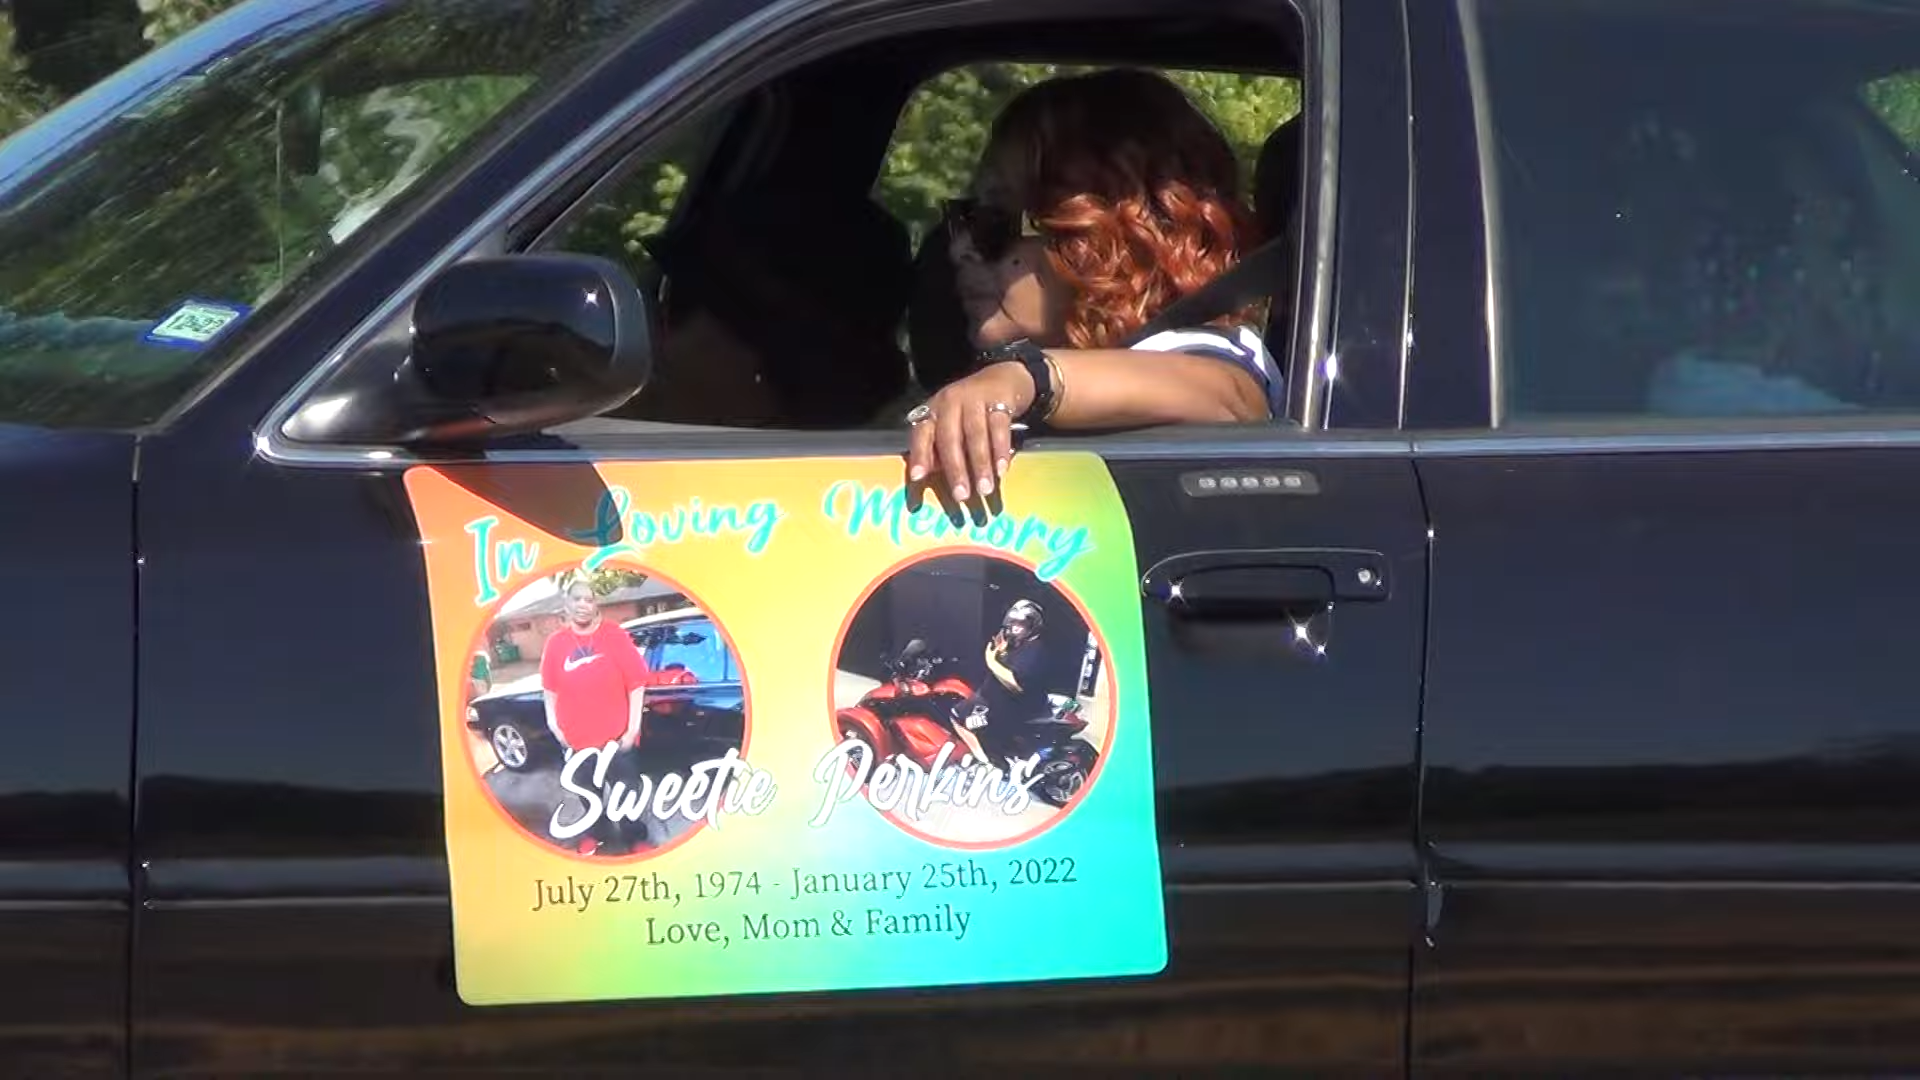 In Loving Memory
Sweetie Perkins
July 27th, 1974 - January 25th, 2022
Love, Mom & Family